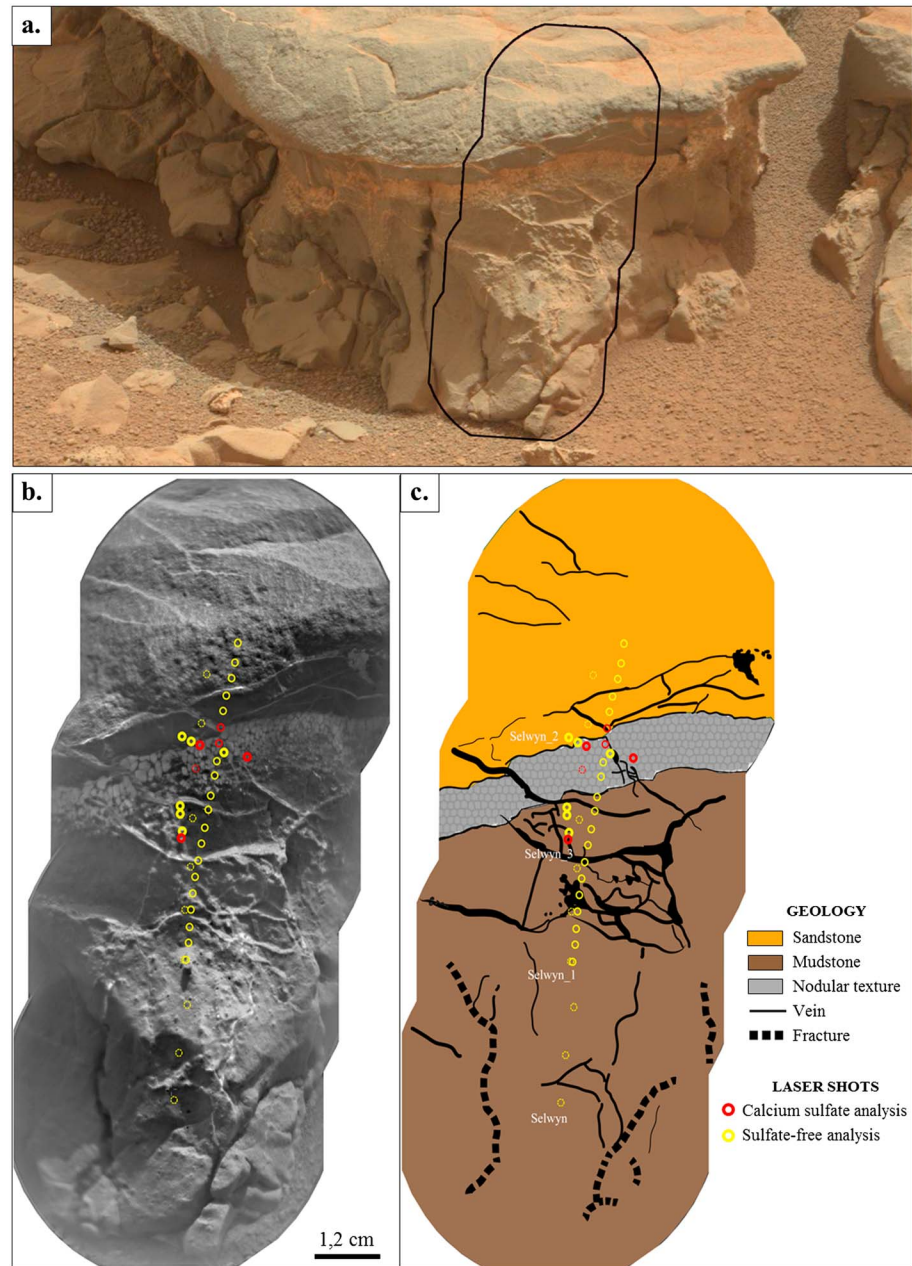 a.
b.
c.
Selwyn_2
Selwyn_3
Selwyn_1
Selwyn
GEOLOGY
Sandstone
Mudstone
Nodular texture
Vein
Fracture
LASER SHOTS
Calcium sulfate analysis
Sulfate-free analysis
1,2 cm